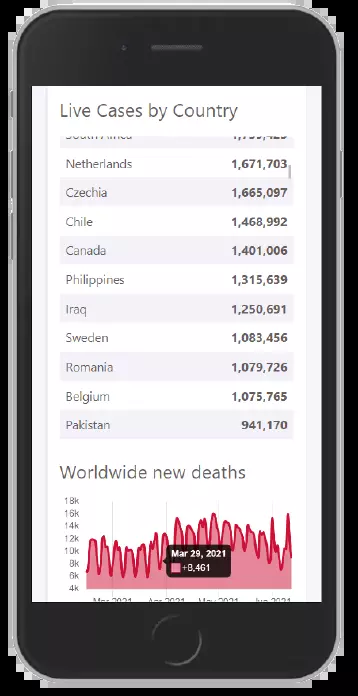 Live Cases by Country
South Africa
Netherlands 1,671,703
Czechia 1,665,097
Chile 1,468,992
Canada 1,401,006
Philippines 1,315,639
Iraq 1,250,691
Sweden 1,083,456
Romania 1,079,726
Belgium 1,075,765
Pakistan 941,170
Worldwide new deaths
18k
16k
14k
12k
10k
8k
6k
4k
Mar 29, 2021
+8,461
Mar 2021 Apr 2021 May 2021 Jun 2021